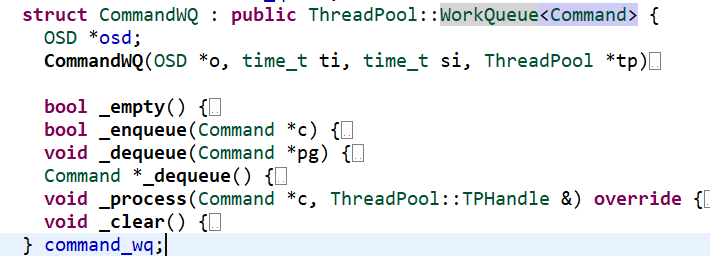 struct CommandWQ : public ThreadPool::WorkQueue<Command> {
OSD *osd;
CommandWQ(OSD *o, time_t ti, time_t si, ThreadPool *tp)
bool _empty() {
bool _enqueue(Command *c) {
void _dequeue(Command *pg) {
Command *_dequeue() {
void _process(Command *c, ThreadPool::TPHandle &) override {
void _clear() {
} command_wq;